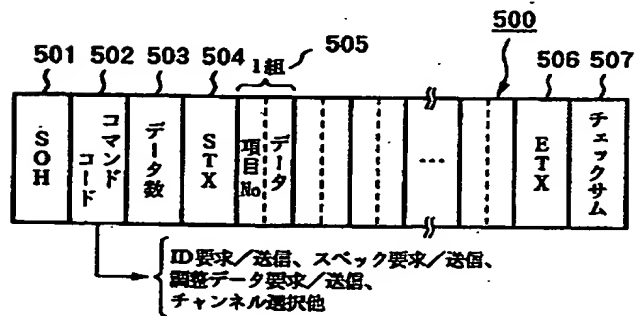 500
501 502 503 504 1組 505 506 507
SOH
コマンドコード
データ数
STX
項目No データ
...
ETX
チェックサム
ID要求/送信、スペック要求/送信、
調整データ要求/送信、
チャンネル選択他